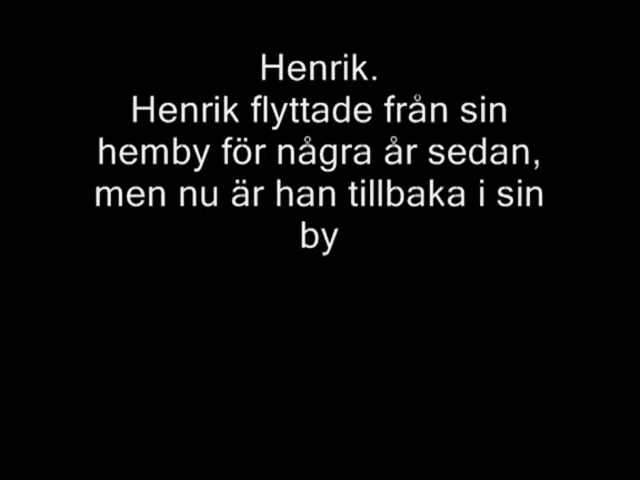 Henrik.
Henrik flyttade från sin
hemby för några år sedan,
men nu är han tillbaka i sin
by